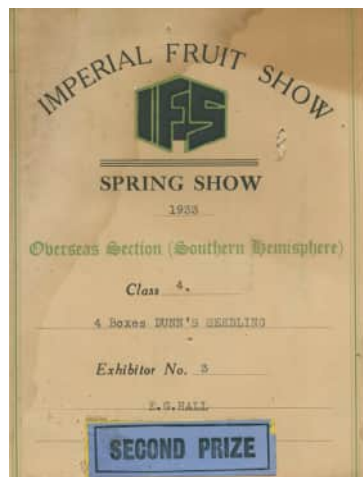 IMPERIAL FRUIT SHOW
IFS
SPRING SHOW
1933
Overseas Section (Southern Hemisphere)
Class 4.
4 Boxes DUNN'S SEEDLING
Exhibitor No. 3
F.G.HALL
SECOND PRIZE